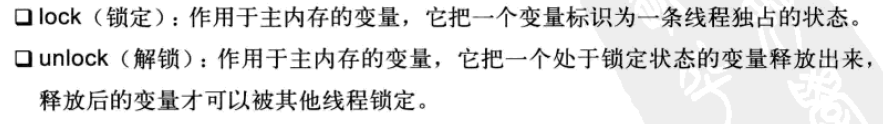 ❑ lock（锁定）：作用于主内存的变量，它把一个变量标识为一条线程独占的状态。
❑ unlock（解锁）：作用于主内存的变量，它把一个处于锁定状态的变量释放出来，
释放后的变量才可以被其他线程锁定。